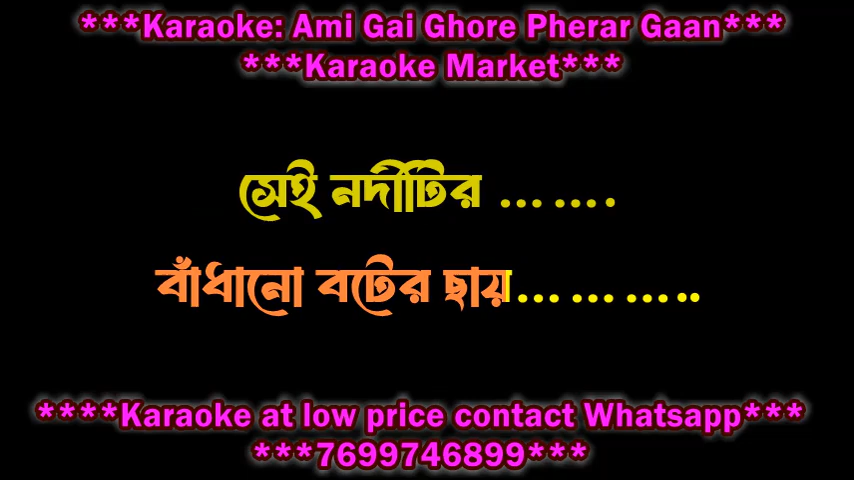 ***Karaoke: Ami Gai Ghore Pherar Gaan***
***Karaoke Market***
সেই নদীটির ... ... .
বাঁধানো বটের ছায়... ... ... ..
****Karaoke at low price contact Whatsapp***
***7699746899***